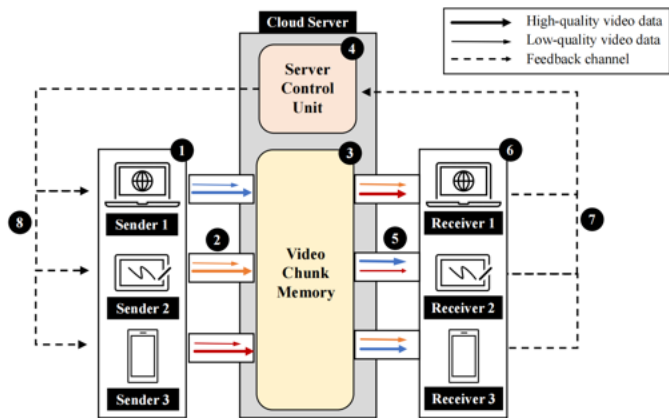 Cloud Server
High-quality video data
Low-quality video data
Feedback channel
4
Server
Control
Unit
1
3
6
Sender 1
Receiver 1
8
2
5
7
Video
Chunk
Memory
Sender 2
Receiver 2
Sender 3
Receiver 3